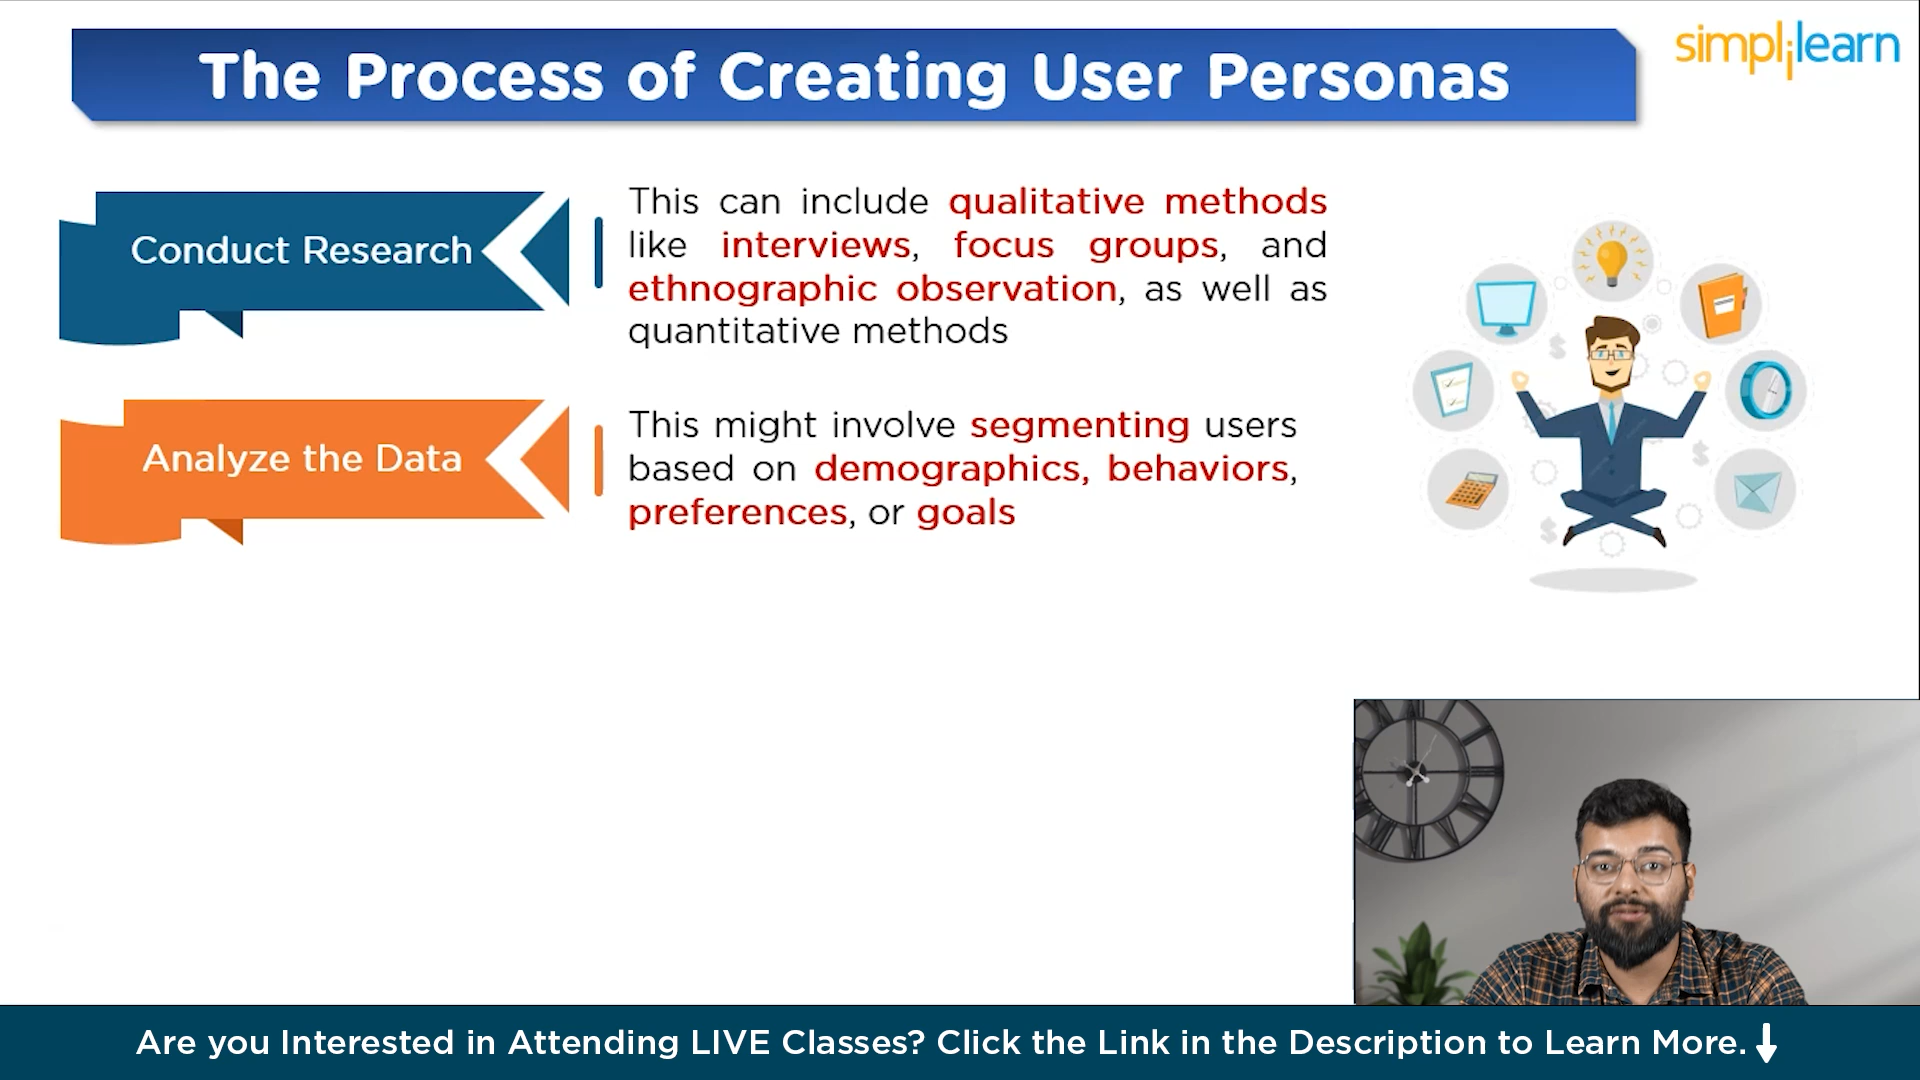 The Process of Creating User Personas
simplilearn
Conduct Research
This can include qualitative methods
like interviews, focus groups, and
ethnographic observation, as well as
quantitative methods
Analyze the Data
This might involve segmenting users
based on demographics, behaviors,
preferences, or goals
Are you Interested in Attending LIVE Classes? Click the Link in the Description to Learn More.